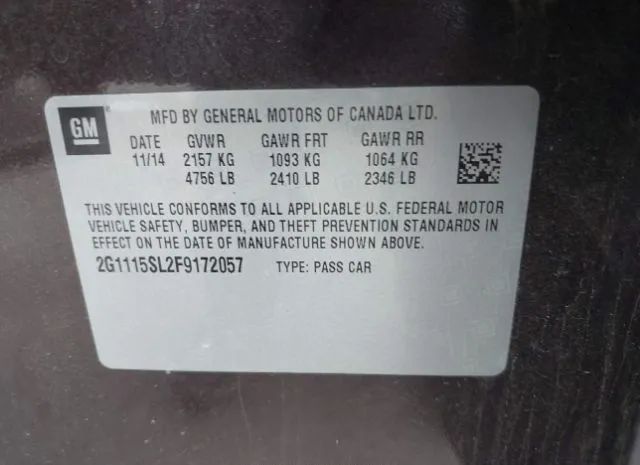 GM
MFD BY GENERAL MOTORS OF CANADA LTD.
DATE GVWR GAWR FRT GAWR RR
11/14 2157 KG 1093 KG 1064 KG
4756 LB 2410 LB 2346 LB
THIS VEHICLE CONFORMS TO ALL APPLICABLE U.S. FEDERAL MOTOR
VEHICLE SAFETY, BUMPER, AND THEFT PREVENTION STANDARDS
IN EFFECT ON THE DATE OF MANUFACTURE SHOWN ABOVE.
2G1115SL2F9172057 TYPE: PASS CAR